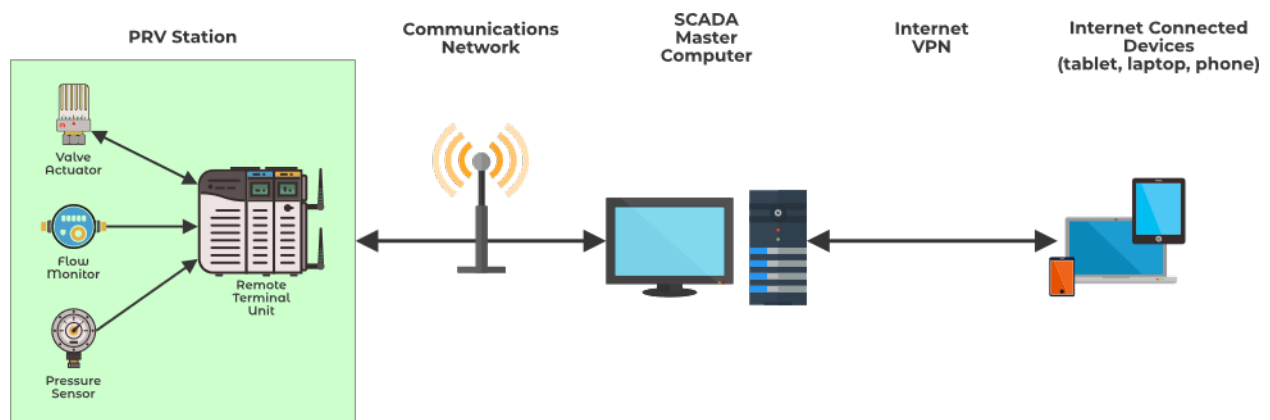 PRV Station
Communications
Network
SCADA
Master
Computer
Internet
VPN
Internet Connected
Devices
(tablet, laptop, phone)
Valve
Actuator
Flow
Monitor
Pressure
Sensor
Remote
Terminal
Unit